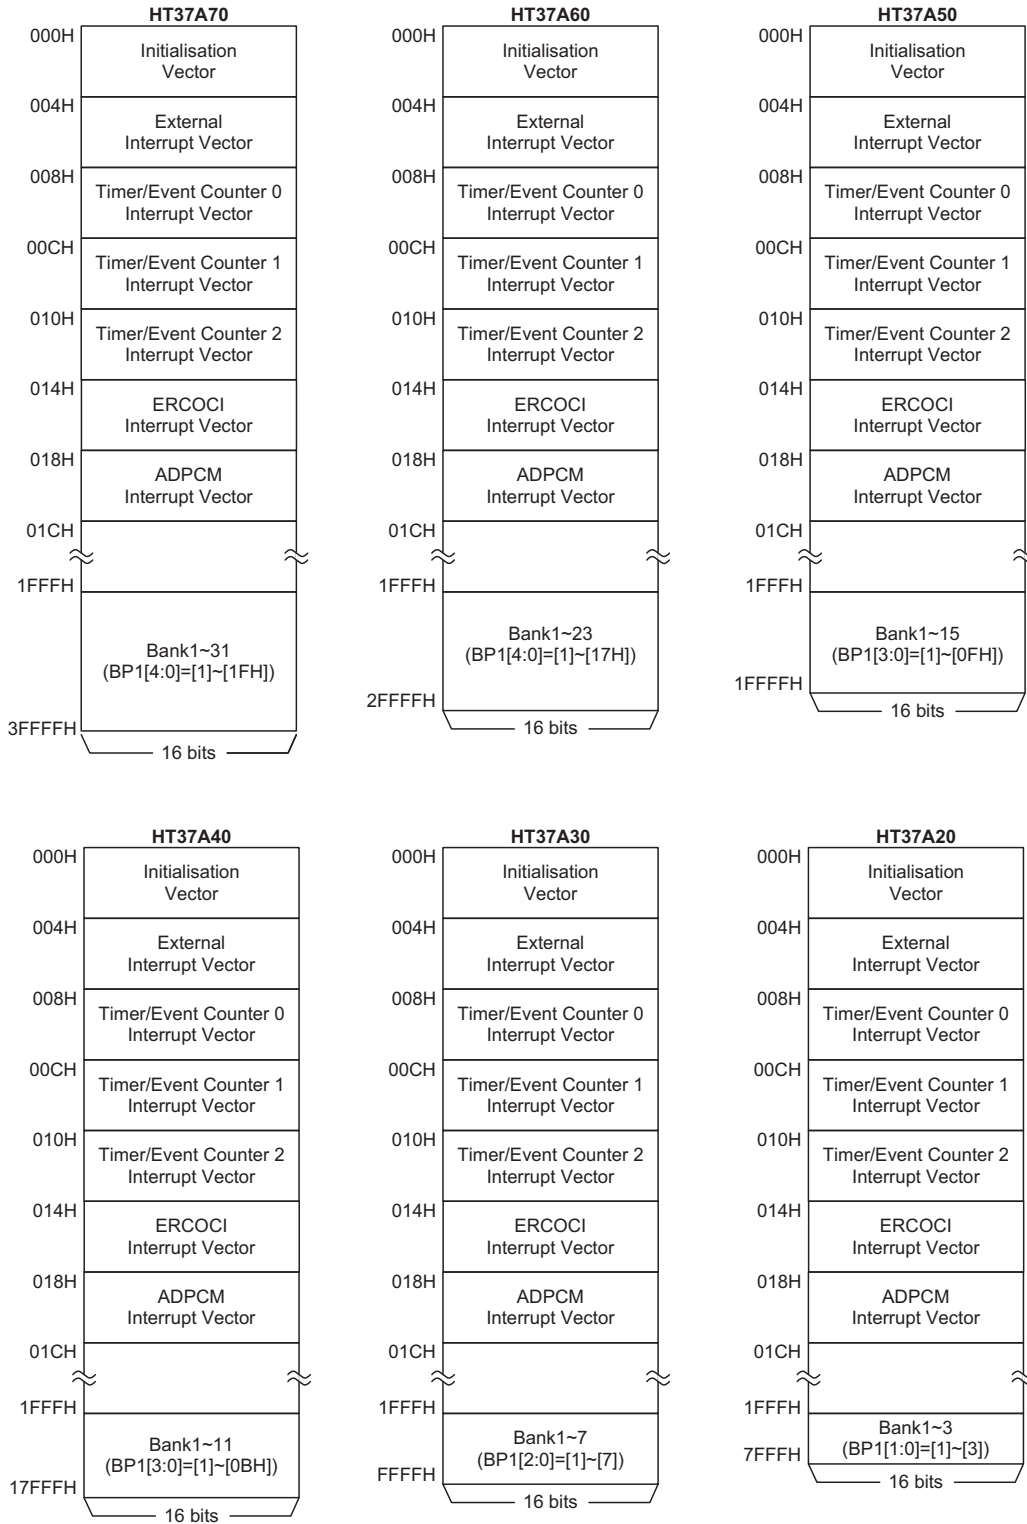 HT37A70
000H
Initialisation
Vector
004H
External
Interrupt Vector
008H
Timer/Event Counter 0
Interrupt Vector
00CH
Timer/Event Counter 1
Interrupt Vector
010H
Timer/Event Counter 2
Interrupt Vector
014H
ERCOCI
Interrupt Vector
018H
ADPCM
Interrupt Vector
01CH
1FFFH
Bank1~31
(BP1[4:0]=[1]~[1FH])
3FFFFH
16 bits
HT37A60
000H
Initialisation
Vector
004H
External
Interrupt Vector
008H
Timer/Event Counter 0
Interrupt Vector
00CH
Timer/Event Counter 1
Interrupt Vector
010H
Timer/Event Counter 2
Interrupt Vector
014H
ERCOCI
Interrupt Vector
018H
ADPCM
Interrupt Vector
01CH
1FFFH
Bank1~23
(BP1[4:0]=[1]~[17H])
2FFFFH
16 bits
HT37A50
000H
Initialisation
Vector
004H
External
Interrupt Vector
008H
Timer/Event Counter 0
Interrupt Vector
00CH
Timer/Event Counter 1
Interrupt Vector
010H
Timer/Event Counter 2
Interrupt Vector
014H
ERCOCI
Interrupt Vector
018H
ADPCM
Interrupt Vector
01CH
1FFFH
Bank1~15
(BP1[3:0]=[1]~[0FH])
1FFFFH
16 bits
HT37A40
000H
Initialisation
Vector
004H
External
Interrupt Vector
008H
Timer/Event Counter 0
Interrupt Vector
00CH
Timer/Event Counter 1
Interrupt Vector
010H
Timer/Event Counter 2
Interrupt Vector
014H
ERCOCI
Interrupt Vector
018H
ADPCM
Interrupt Vector
01CH
1FFFH
Bank1~11
(BP1[3:0]=[1]~[0BH])
17FFFH
16 bits
HT37A30
000H
Initialisation
Vector
004H
External
Interrupt Vector
008H
Timer/Event Counter 0
Interrupt Vector
00CH
Timer/Event Counter 1
Interrupt Vector
010H
Timer/Event Counter 2
Interrupt Vector
014H
ERCOCI
Interrupt Vector
018H
ADPCM
Interrupt Vector
01CH
1FFFH
Bank1~7
(BP1[2:0]=[1]~[7])
FFFFH
16 bits
HT37A20
000H
Initialisation
Vector
004H
External
Interrupt Vector
008H
Timer/Event Counter 0
Interrupt Vector
00CH
Timer/Event Counter 1
Interrupt Vector
010H
Timer/Event Counter 2
Interrupt Vector
014H
ERCOCI
Interrupt Vector
018H
ADPCM
Interrupt Vector
01CH
1FFFH
Bank1~3
(BP1[1:0]=[1]~[3])
7FFFH
16 bits